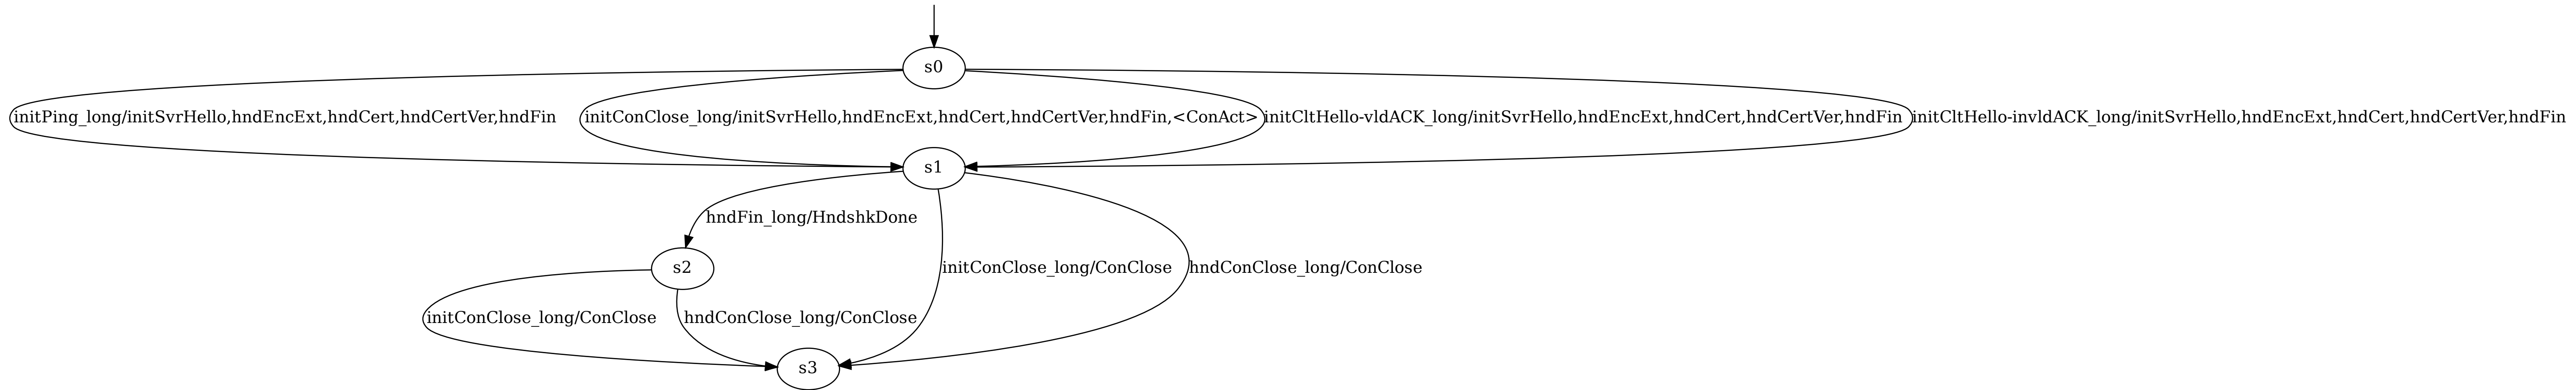 s0
initPing_long/initSvrHello,hndEncExt,hndCert,hndCertVer,hndFin
initConClose_long/initSvrHello,hndEncExt,hndCert,hndCertVer,hndFin,<ConAct>
initCltHello-vldACK_long/initSvrHello,hndEncExt,hndCert,hndCertVer,hndFin
initCltHello-invldACK_long/initSvrHello,hndEncExt,hndCert,hndCertVer,hndFin
s1
hndFin_long/HndshkDone
s2
initConClose_long/ConClose
hndConClose_long/ConClose
initConClose_long/ConClose
hndConClose_long/ConClose
s3